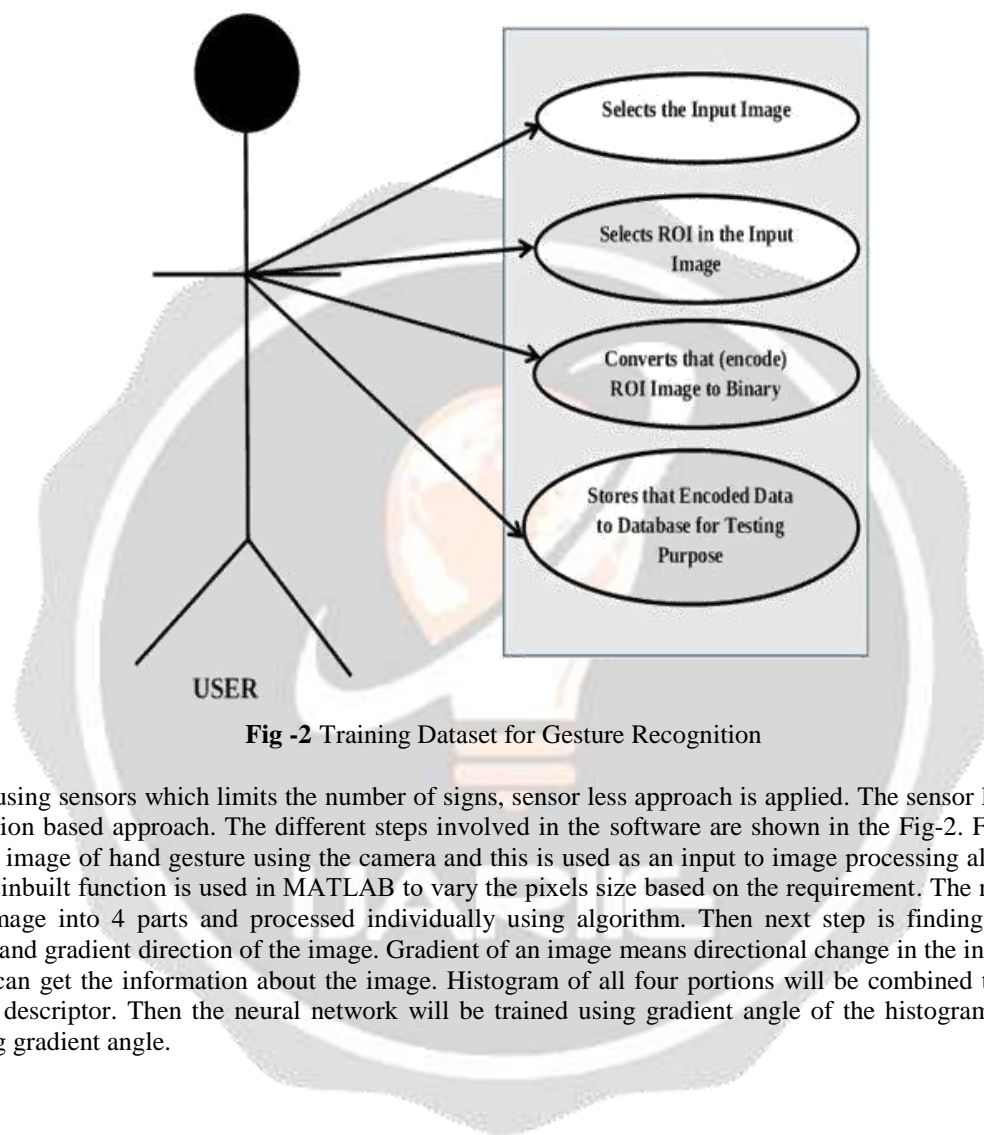 Selects the Input Image
Selects ROI in the Input
Image
Converts that (encode)
ROI Image to Binary
Stores that Encoded Data
to Database for Testing
Purpose
USER
Fig -2 Training Dataset for Gesture Recognition
using sensors which limits the number of signs, sensor less approach is applied. The sensor
based approach. The different steps involved in the software are shown in the Fig-2.
image of hand gesture using the camera and this is used as an input to image processing
inbuilt function is used in MATLAB to vary the pixels size based on the requirement. The
into 4 parts and processed individually using algorithm. Then next step is finding
and gradient direction of the image. Gradient of an image means directional change in the
can get the information about the image. Histogram of all four portions will be combined
descriptor. Then the neural network will be trained using gradient angle of the histogram
gradient angle.
IJARIE